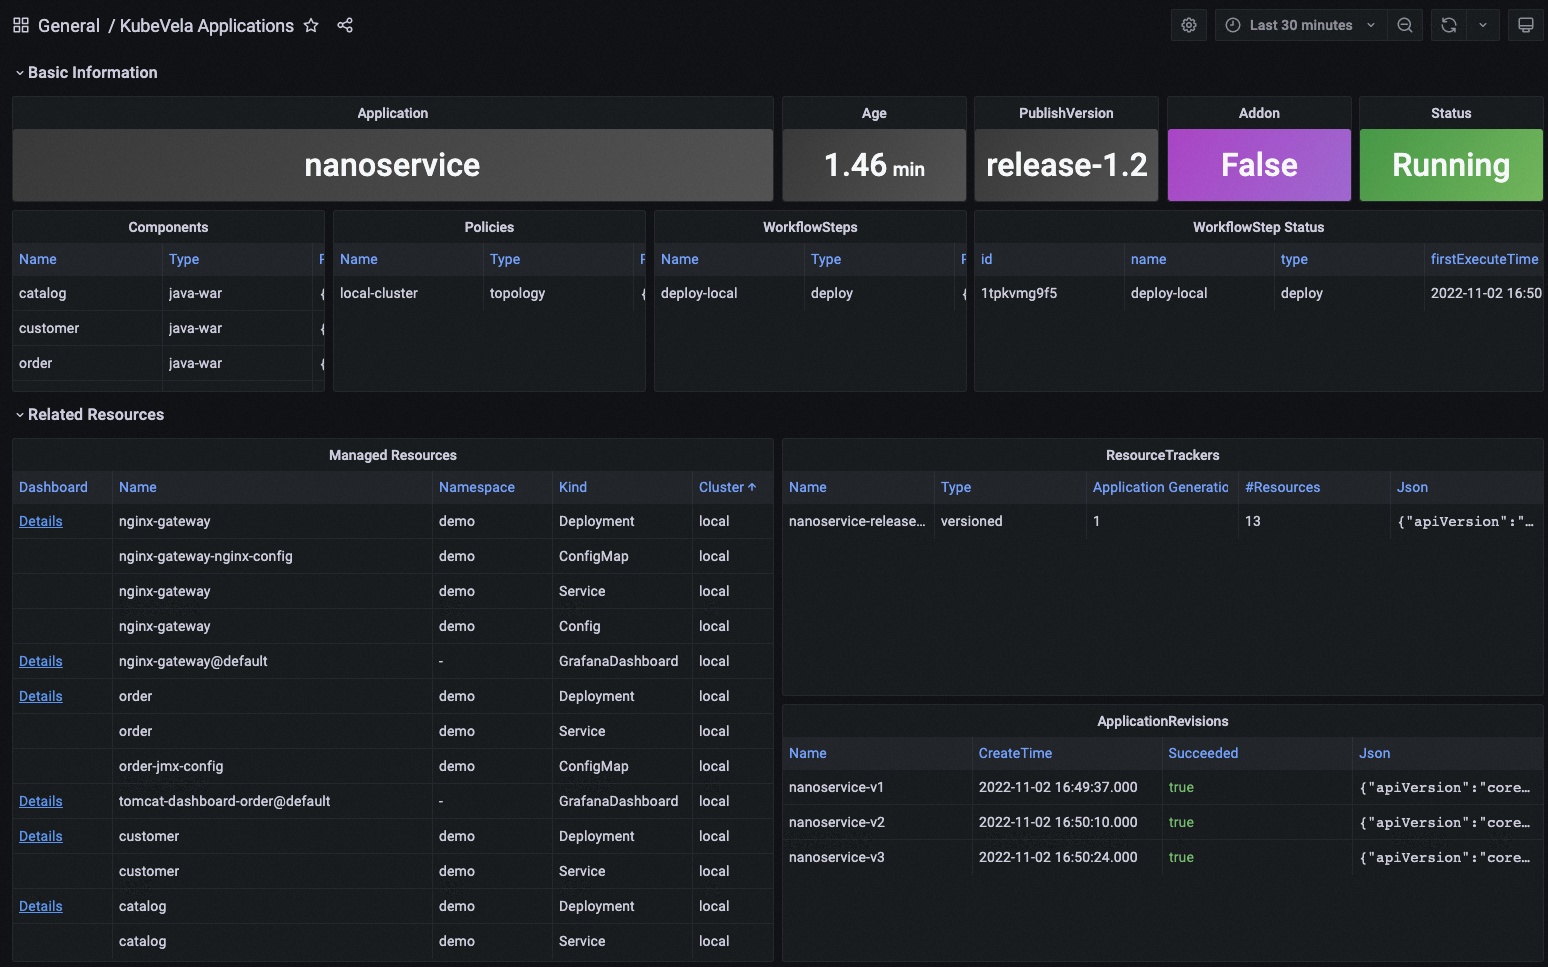 General / KubeVela Applications
Last 30 minutes
Basic Information
Application
nanoservice
Age
1.46 min
PublishVersion
release-1.2
Addon
False
Status
Running
Components
Name Type
catalog java-war {
customer java-war {
order java-war {
Policies
Name Type
local-cluster topology {
WorkflowSteps
Name Type
deploy-local deploy {
WorkflowStep Status
id name type firstExecuteTime
1tpkvmg9f5 deploy-local deploy 2022-11-02 16:50
Related Resources
Managed Resources
Dashboard Name Namespace Kind Cluster ↑
Details nginx-gateway demo Deployment local
nginx-gateway-nginx-config demo ConfigMap local
nginx-gateway demo Service local
nginx-gateway demo Config local
Details nginx-gateway@default - GrafanaDashboard local
Details order demo Deployment local
order demo Service local
order-jmx-config demo ConfigMap local
Details tomcat-dashboard-order@default - GrafanaDashboard local
Details customer demo Deployment local
customer demo Service local
Details catalog demo Deployment local
catalog demo Service local
ResourceTrackers
Name Type Application Generatio #Resources Json
nanoservice-release... versioned 1 13 {"apiVersion":"...
ApplicationRevisions
Name CreateTime Succeeded Json
nanoservice-v1 2022-11-02 16:49:37.000 true {"apiVersion":"core...
nanoservice-v2 2022-11-02 16:50:10.000 true {"apiVersion":"core...
nanoservice-v3 2022-11-02 16:50:24.000 true {"apiVersion":"core...